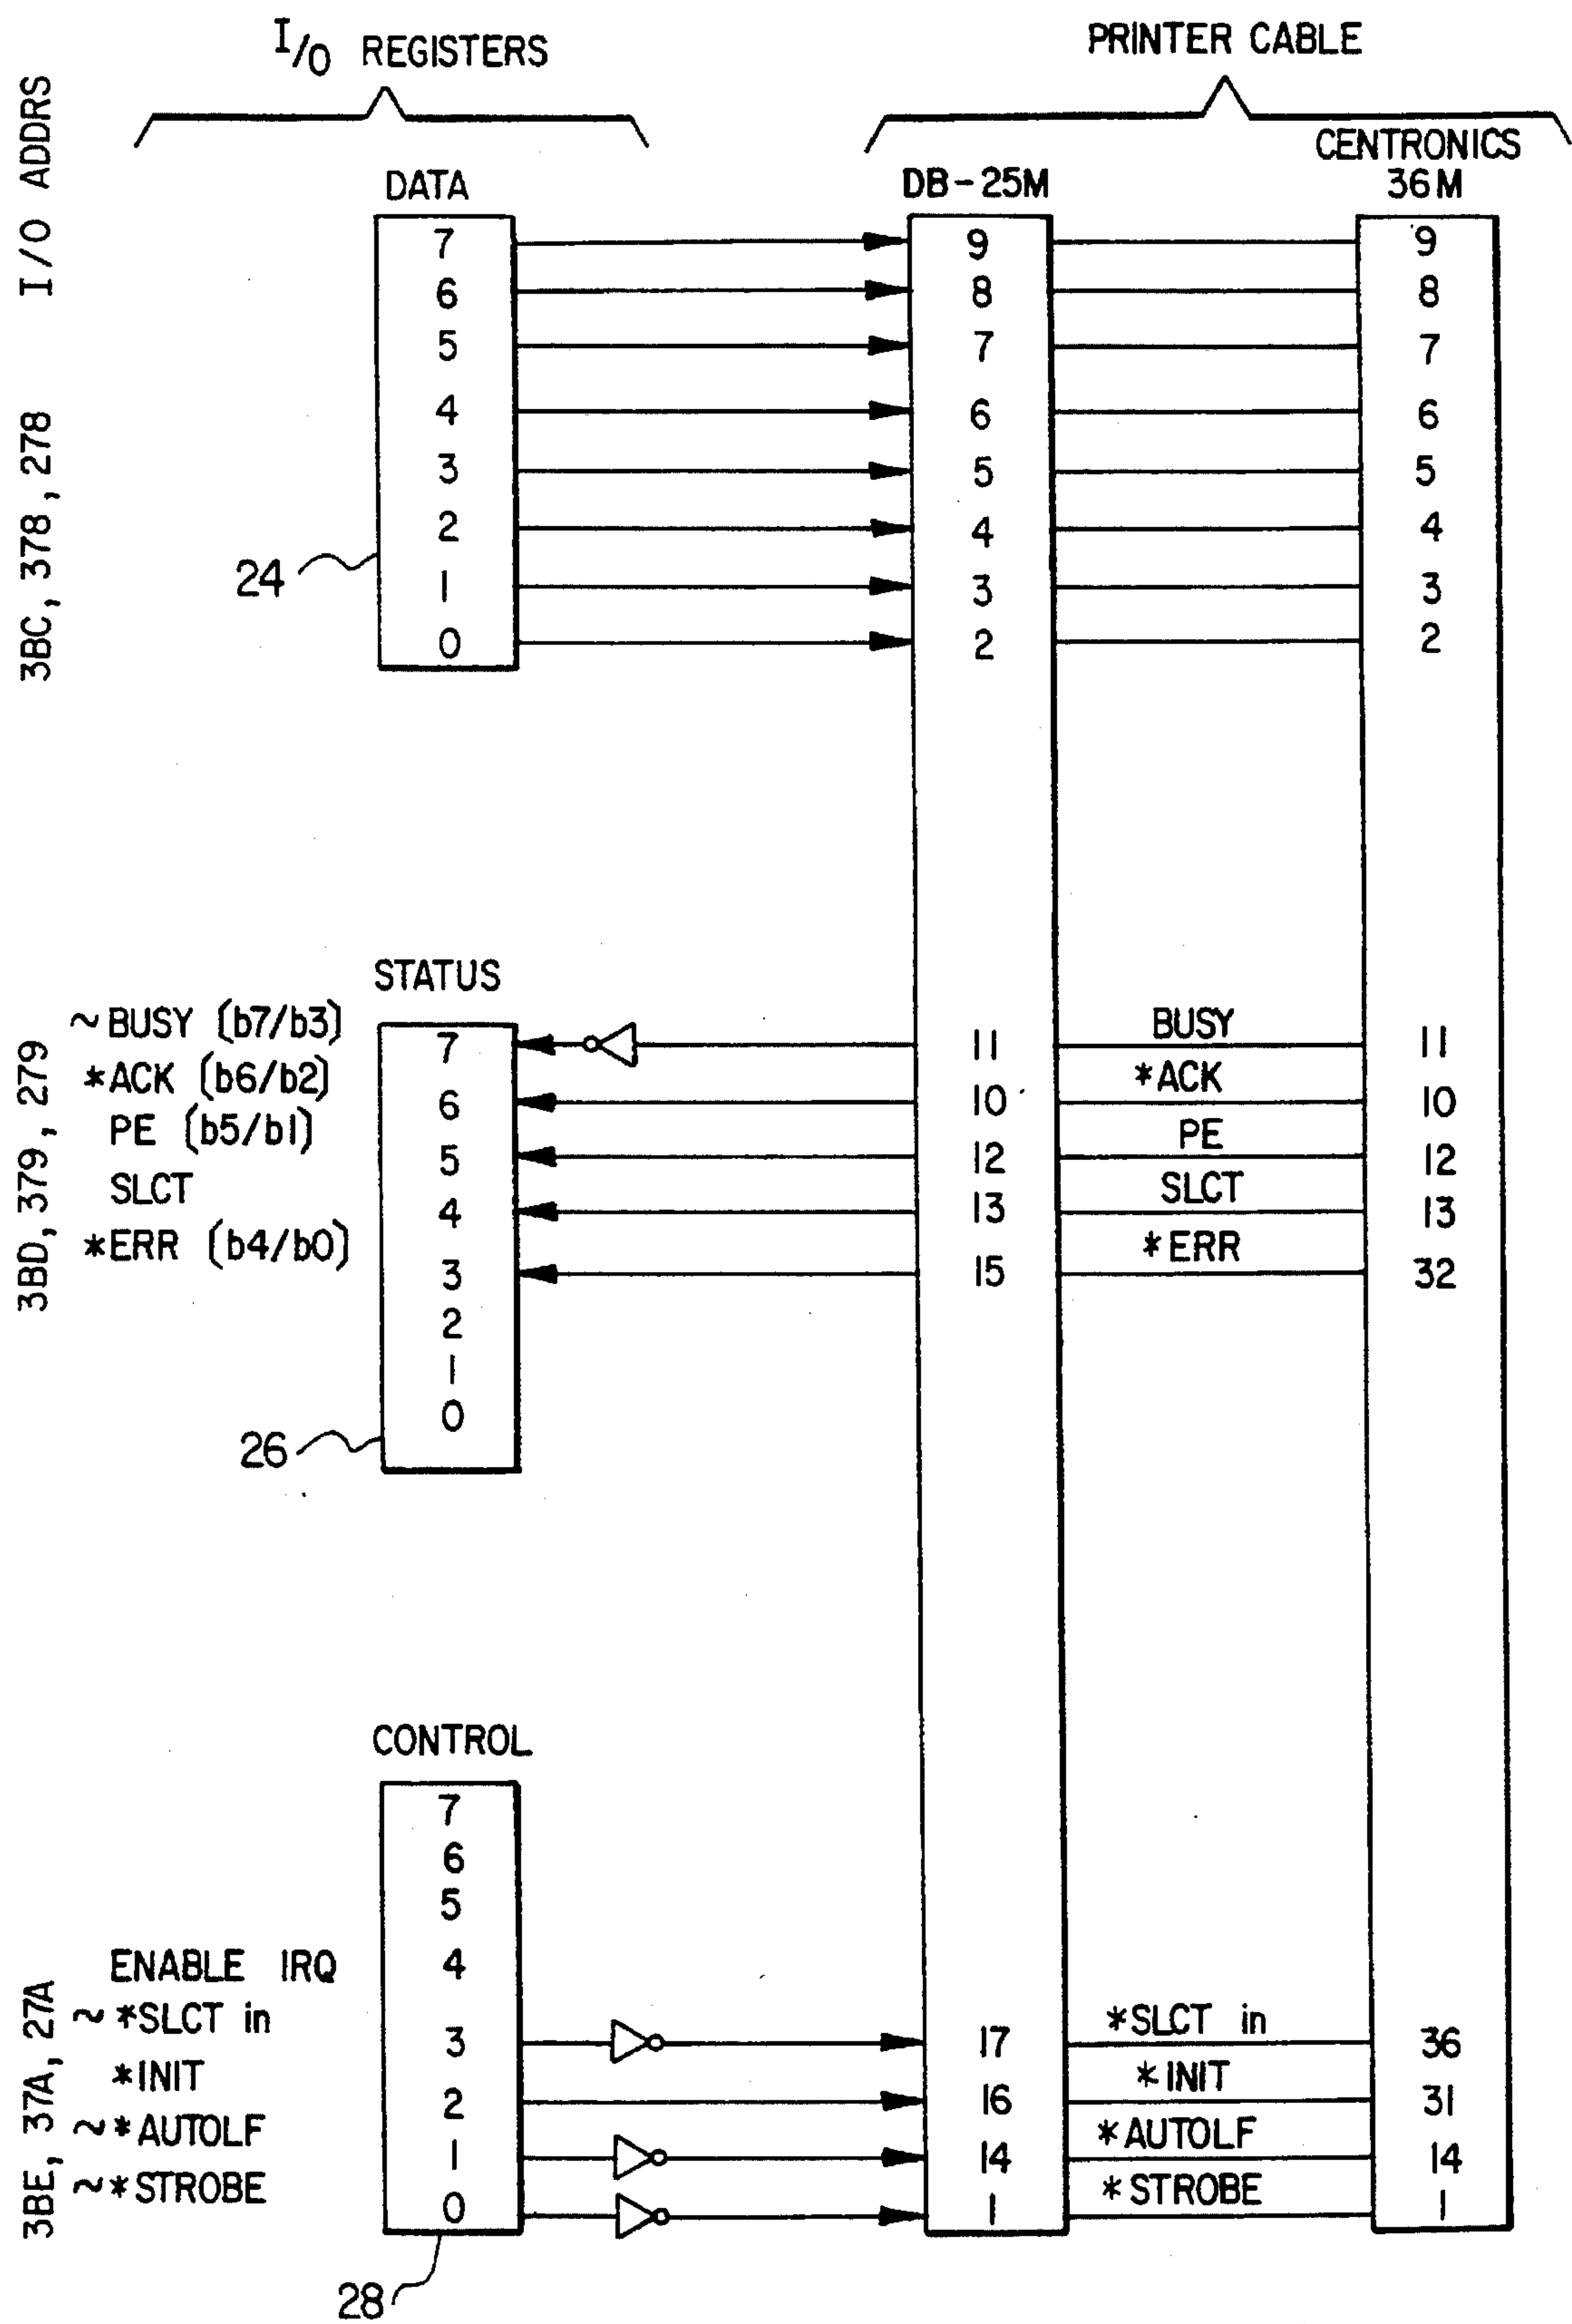 I/O REGISTERS
PRINTER CABLE
I/O ADDRS
DATA
DB-25M
CENTRONICS
36M
3BC, 378, 278
7 9 9
6 8 8
5 7 7
4 6 6
3 5 5
2 4 4
1 3 3
0 2 2
24
STATUS
3BD, 379, 279
~BUSY (b7/b3)
BUSY
7 11 11
*ACK (b6/b2)
*ACK
6 10 10
PE (b5/b1)
PE
5 12 12
SLCT
SLCT
4 13 13
*ERR (b4/b0)
*ERR
3 15 32
2
1
0
26
CONTROL
3BE, 37A, 27A
7
6
5
ENABLE IRQ 4
~*SLCT in
*SLCT in
3 17 36
*INIT
*INIT
2 16 31
~*AUTOLF
*AUTOLF
1 14 14
~*STROBE
*STROBE
0 1 1
28